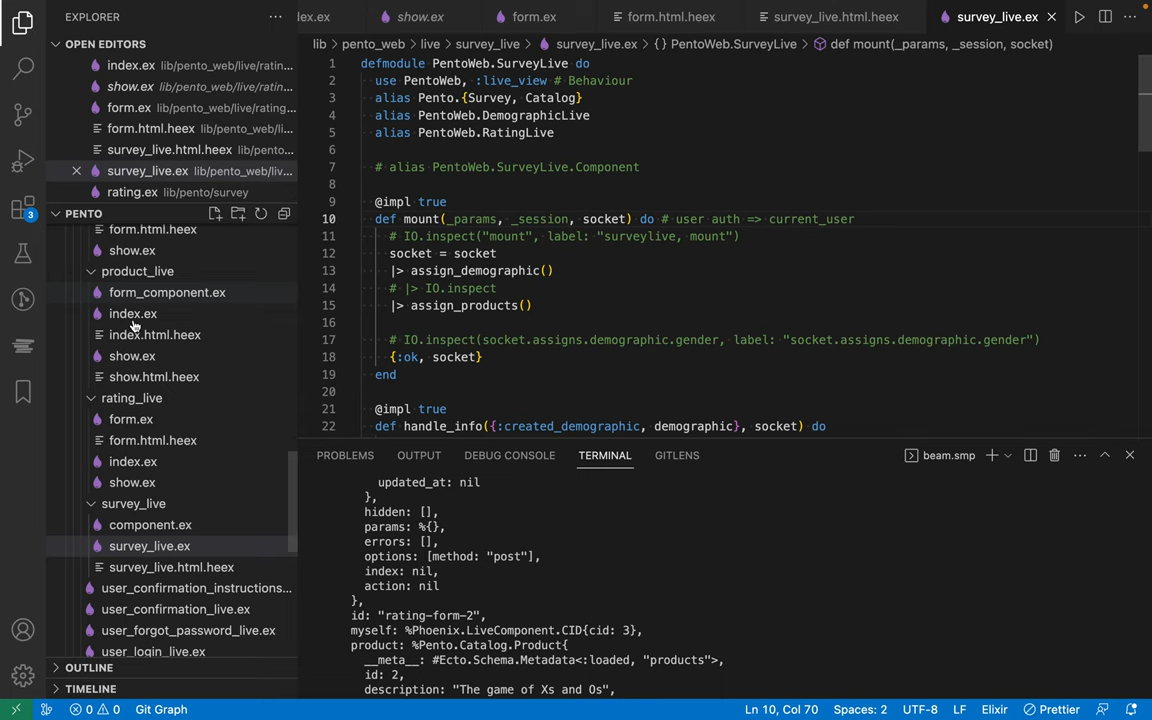 EXPLORER
OPEN EDITORS
index.ex lib/pento_web/live/ratin...
show.ex lib/pento_web/live/ratin...
form.ex lib/pento_web/live/rating...
form.html.heex lib/pento_web/li...
survey_live.html.heex lib/pento...
survey_live.ex lib/pento_web/liv...
rating.ex lib/pento/survey
PENTO
form.html.heex
show.ex
product_live
form_component.ex
index.ex
index.html.heex
show.ex
show.html.heex
rating_live
form.ex
form.html.heex
index.ex
show.ex
survey_live
component.ex
survey_live.ex
survey_live.html.heex
user_confirmation_instructions...
user_confirmation_live.ex
user_forgot_password_live.ex
user_login_live.ex
OUTLINE
TIMELINE
3
dex.ex show.ex form.ex form.html.heex survey_live.html.heex survey_live.ex
lib > pento_web > live > survey_live > survey_live.ex > {} PentoWeb.SurveyLive > def mount(_params, _session, socket)
1 defmodule PentoWeb.SurveyLive do
2 use PentoWeb, :live_view # Behaviour
3 alias Pento.{Survey, Catalog}
4 alias PentoWeb.DemographicLive
5 alias PentoWeb.RatingLive
6
7 # alias PentoWeb.SurveyLive.Component
8
9 @impl true
10 def mount(_params, _session, socket) do # user auth => current_user
11 # IO.inspect("mount", label: "surveylive, mount")
12 socket = socket
13 |> assign_demographic()
14 # |> IO.inspect
15 |> assign_products()
16
17 # IO.inspect(socket.assigns.demographic.gender, label: "socket.assigns.demographic.gender")
18 {:ok, socket}
19 end
20
21 @impl true
22 def handle_info({:created_demographic, demographic}, socket) do
PROBLEMS OUTPUT DEBUG CONSOLE TERMINAL GITLENS beam.smp
updated_at: nil
},
hidden: [],
params: %{},
errors: [],
options: [method: "post"],
index: nil,
action: nil
},
id: "rating-form-2",
myself: %Phoenix.LiveComponent.CID{cid: 3},
product: %Pento.Catalog.Product{
__meta__: #Ecto.Schema.Metadata<:loaded, "products">,
id: 2,
description: "The game of Xs and Os",
0 0 Git Graph Ln 10, Col 70 Spaces: 2 UTF-8 LF Elixir Prettier